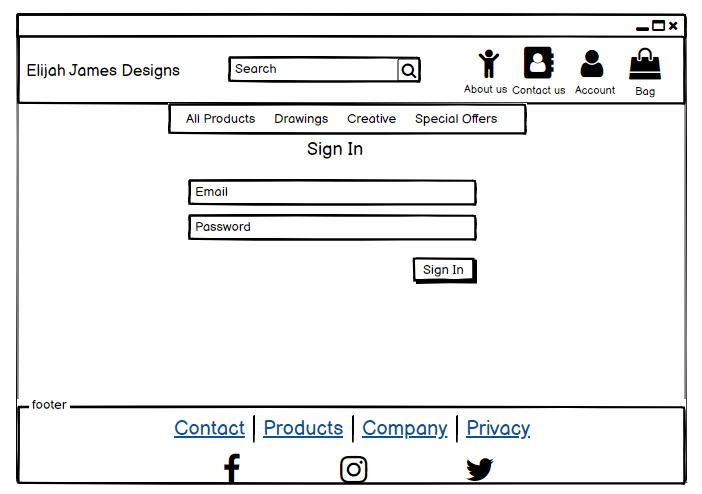 Elijah James Designs
Search
About us Contact us Account Bag
All Products Drawings Creative Special Offers
Sign In
Email
Password
Sign In
footer
Contact Products Company Privacy